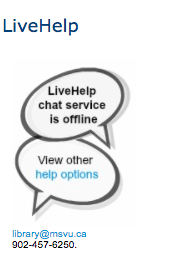 LiveHelp
LiveHelp
chat service
is offline
View other
help options
library@msvu.ca
902-457-6250.